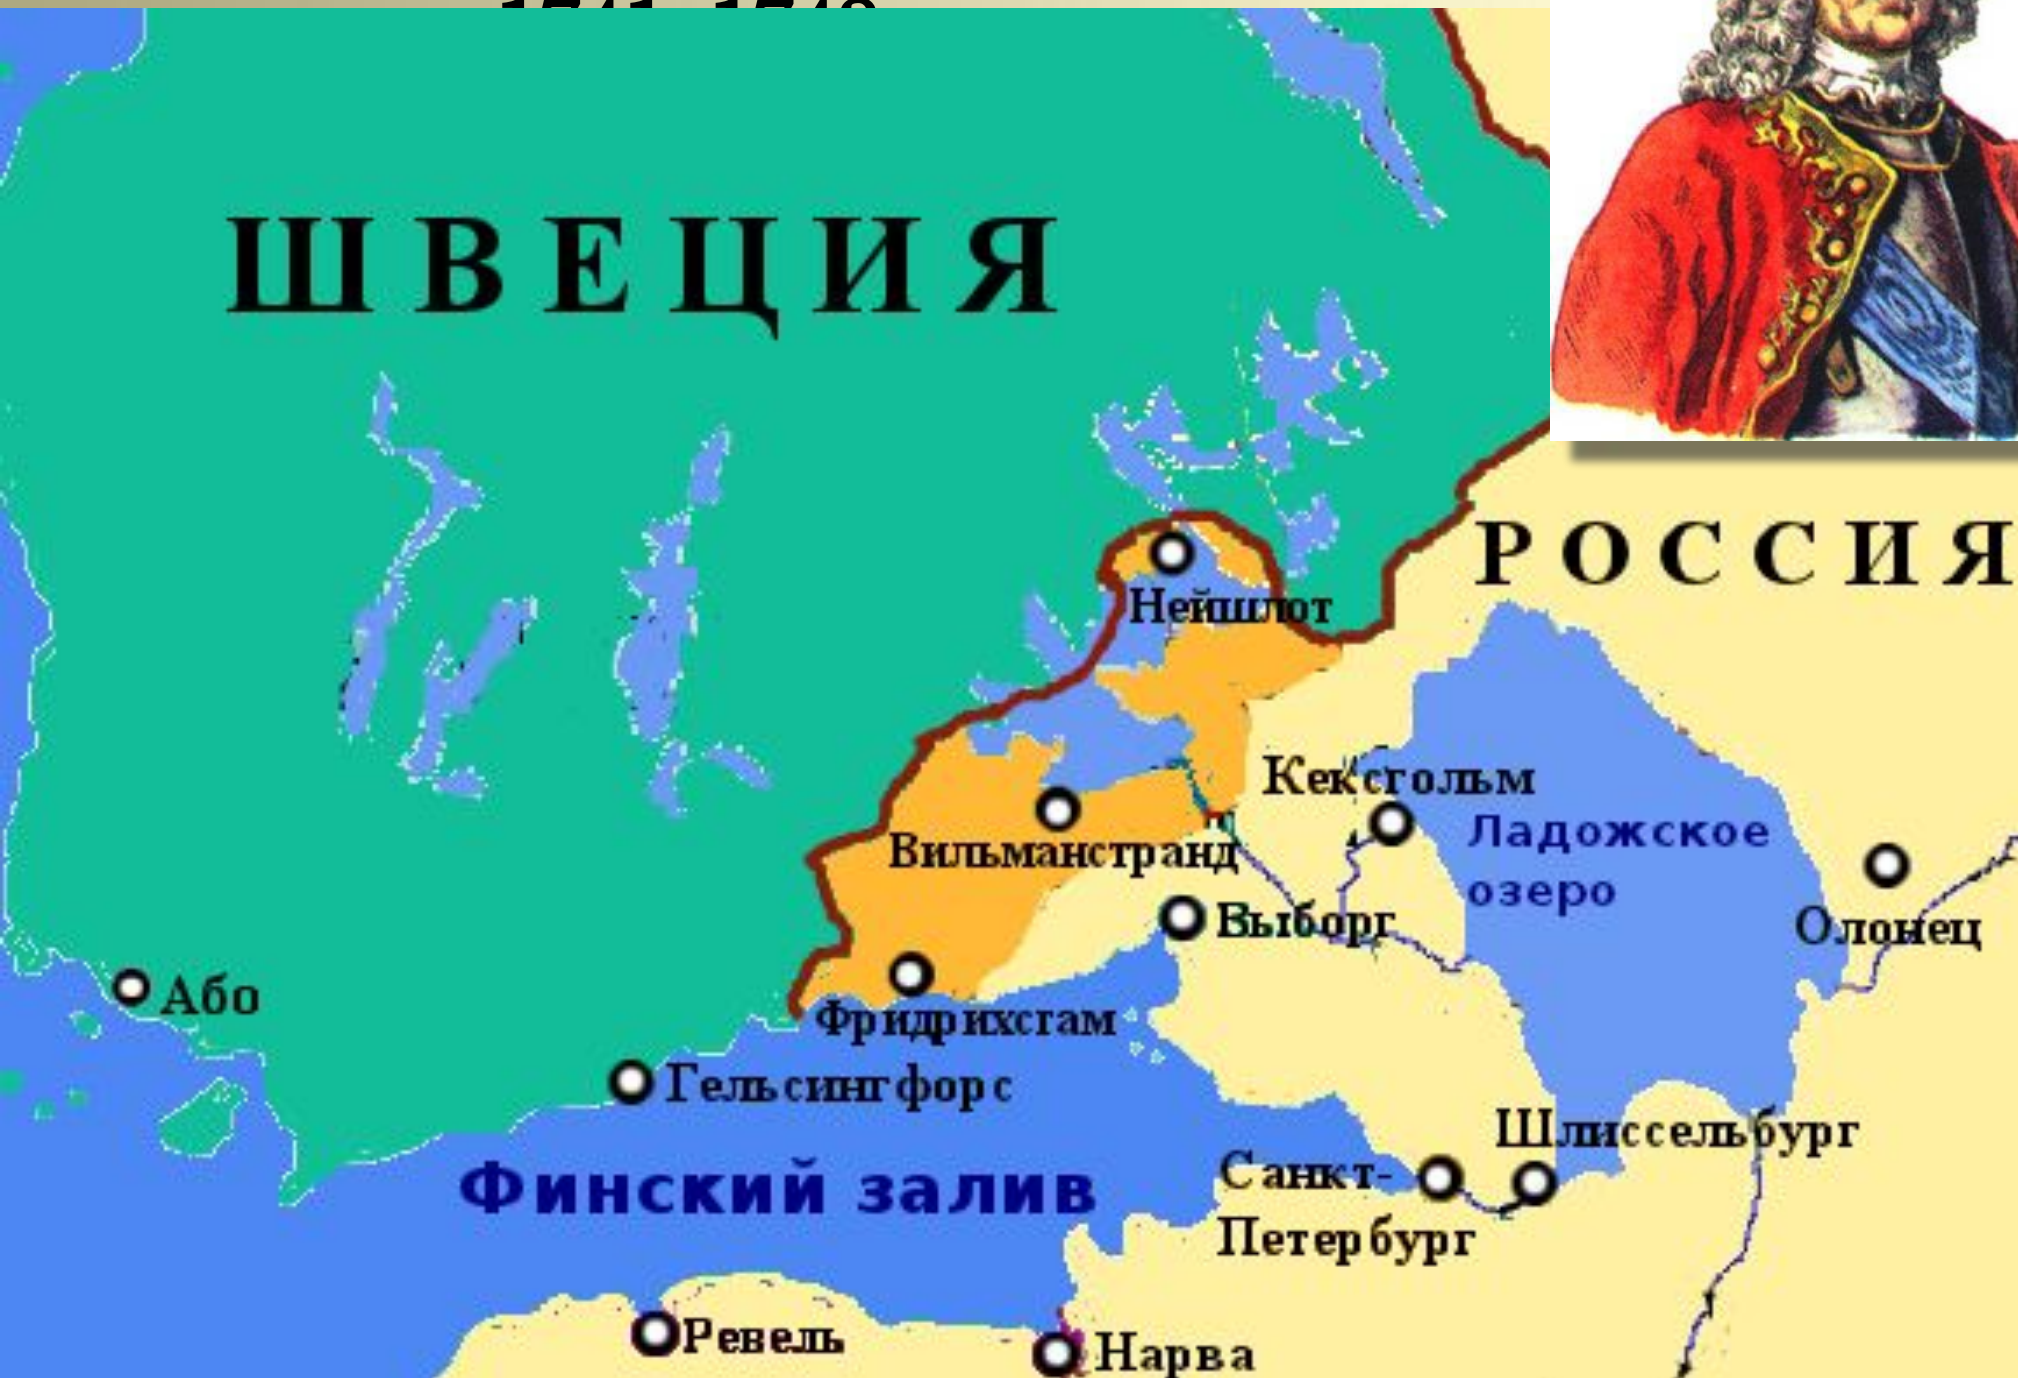 ШВЕЦИЯ
РОССИЯ
Нейшлот
Кексгольм
Ладожское
озеро
Вильманстранд
Выборг
Олонец
Або
Фридрихсгам
Гельсингфорс
Шлиссельбург
Финский залив
Санкт-
Петербург
Ревель
Нарва